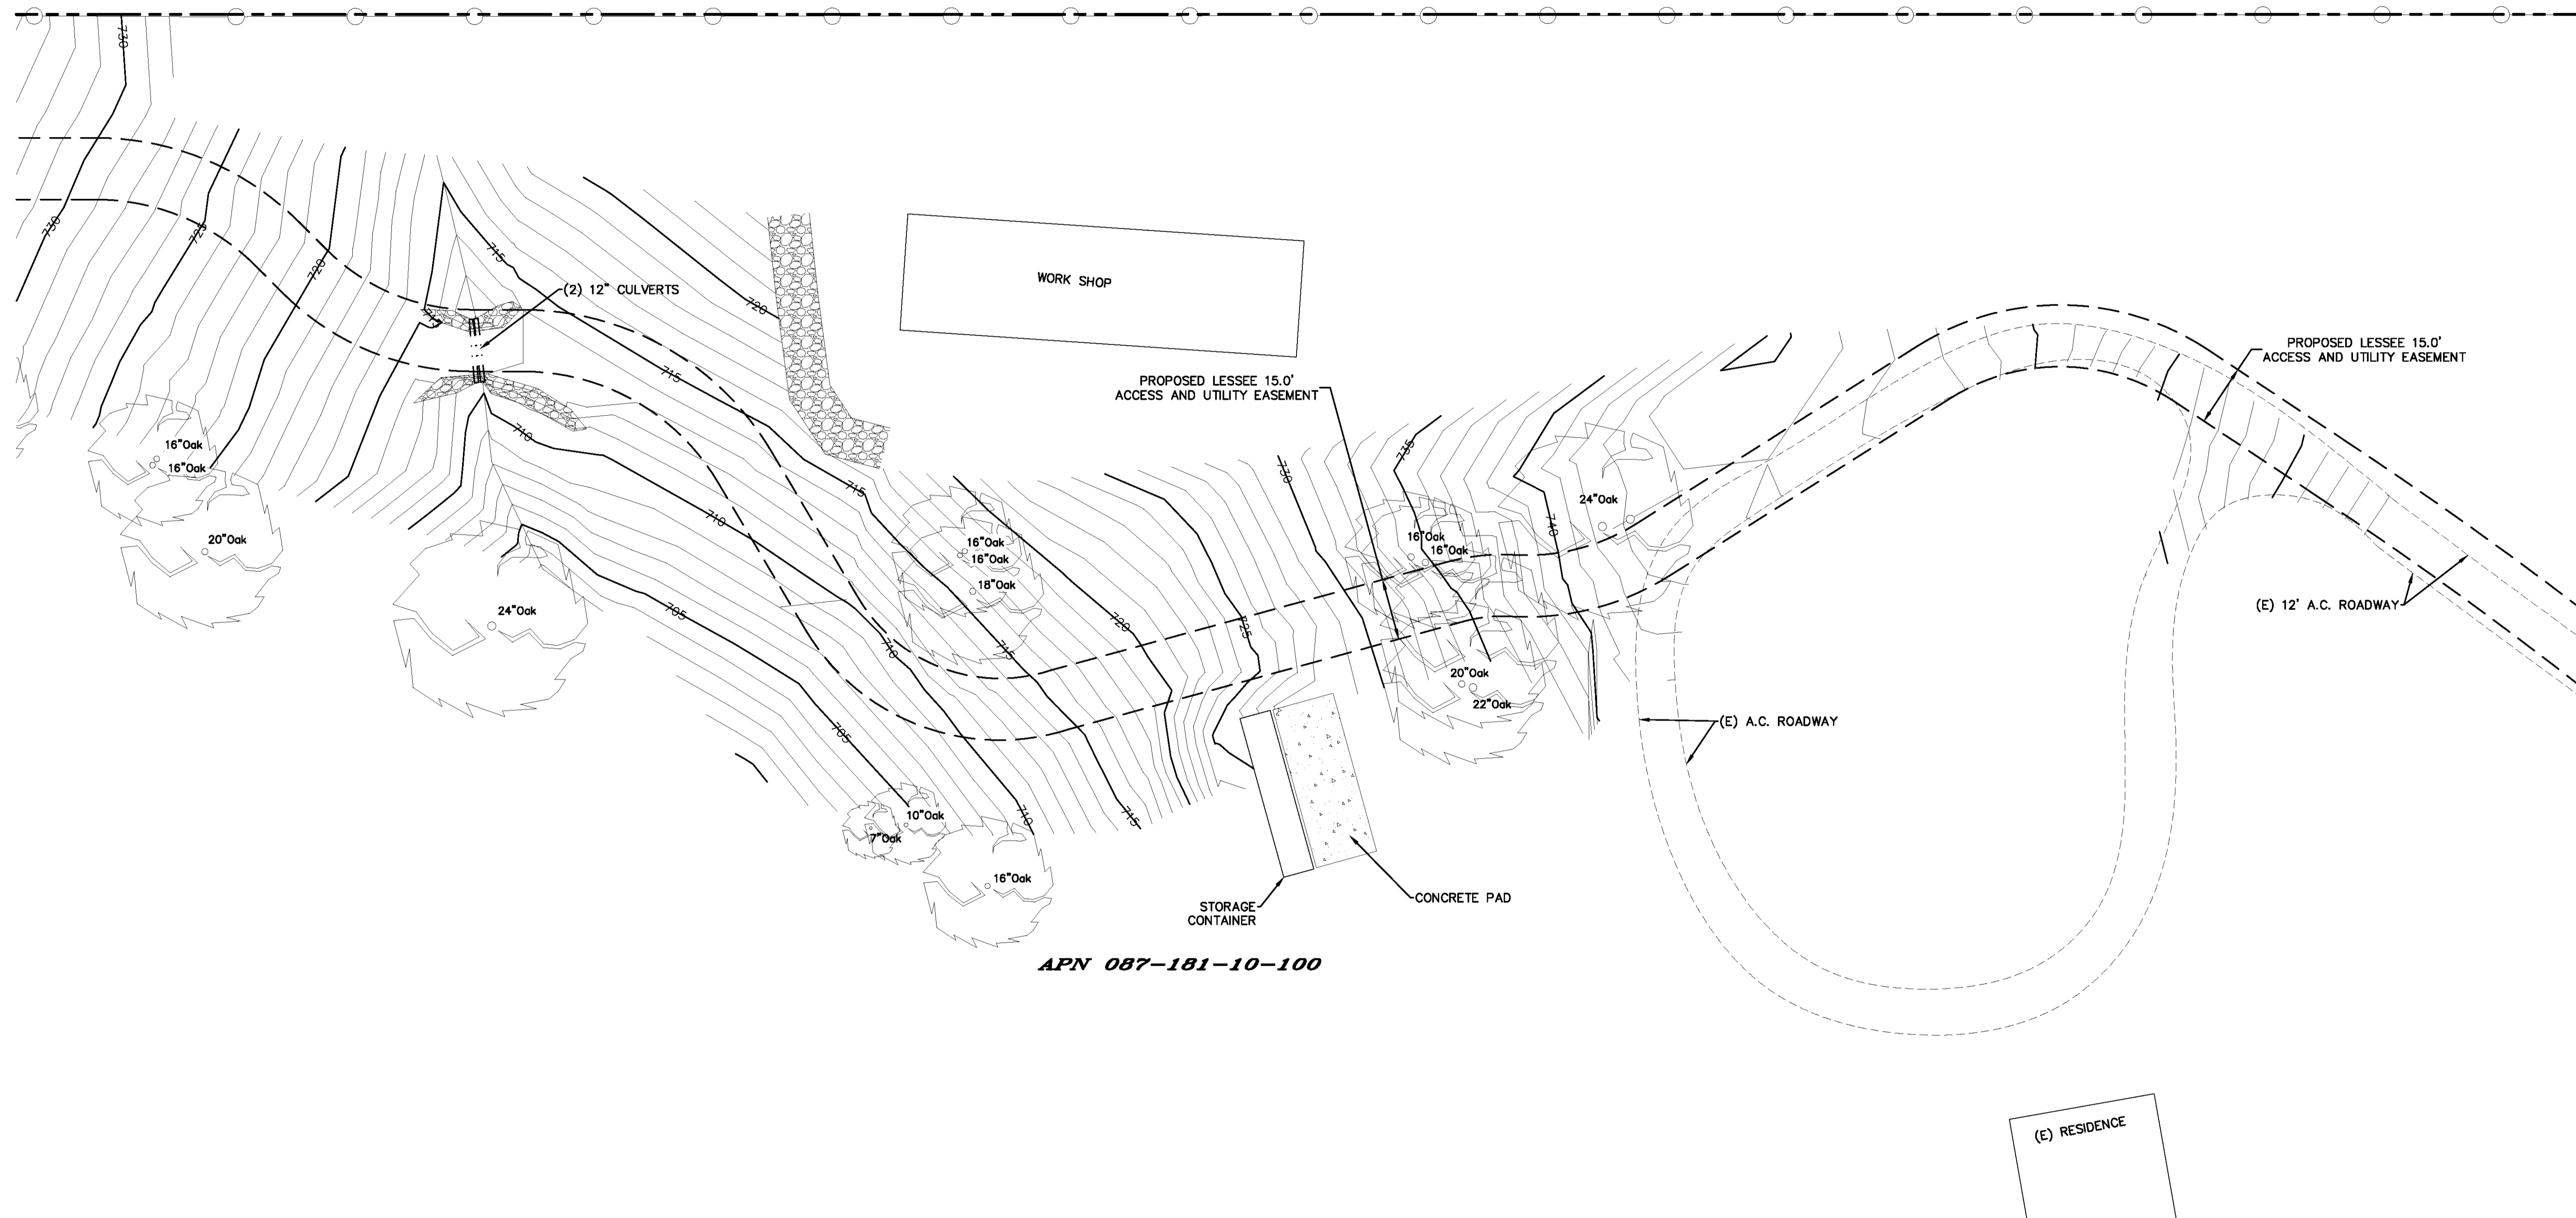 730
730
725
720
715
(2) 12" CULVERTS
720
WORK SHOP
715
715
PROPOSED LESSEE 15.0'
ACCESS AND UTILITY EASEMENT
PROPOSED LESSEE 15.0'
ACCESS AND UTILITY EASEMENT
16"Oak
16"Oak
710
715
730
735
24"Oak
740
710
20"Oak
16"Oak
16"Oak
18"Oak
16"Oak
16"Oak
24"Oak
705
720
725
(E) 12' A.C. ROADWAY
710
715
20"Oak
22"Oak
705
(E) A.C. ROADWAY
10"Oak
7"Oak
710
715
16"Oak
CONCRETE PAD
STORAGE
CONTAINER
APN 087-181-10-100
(E) RESIDENCE